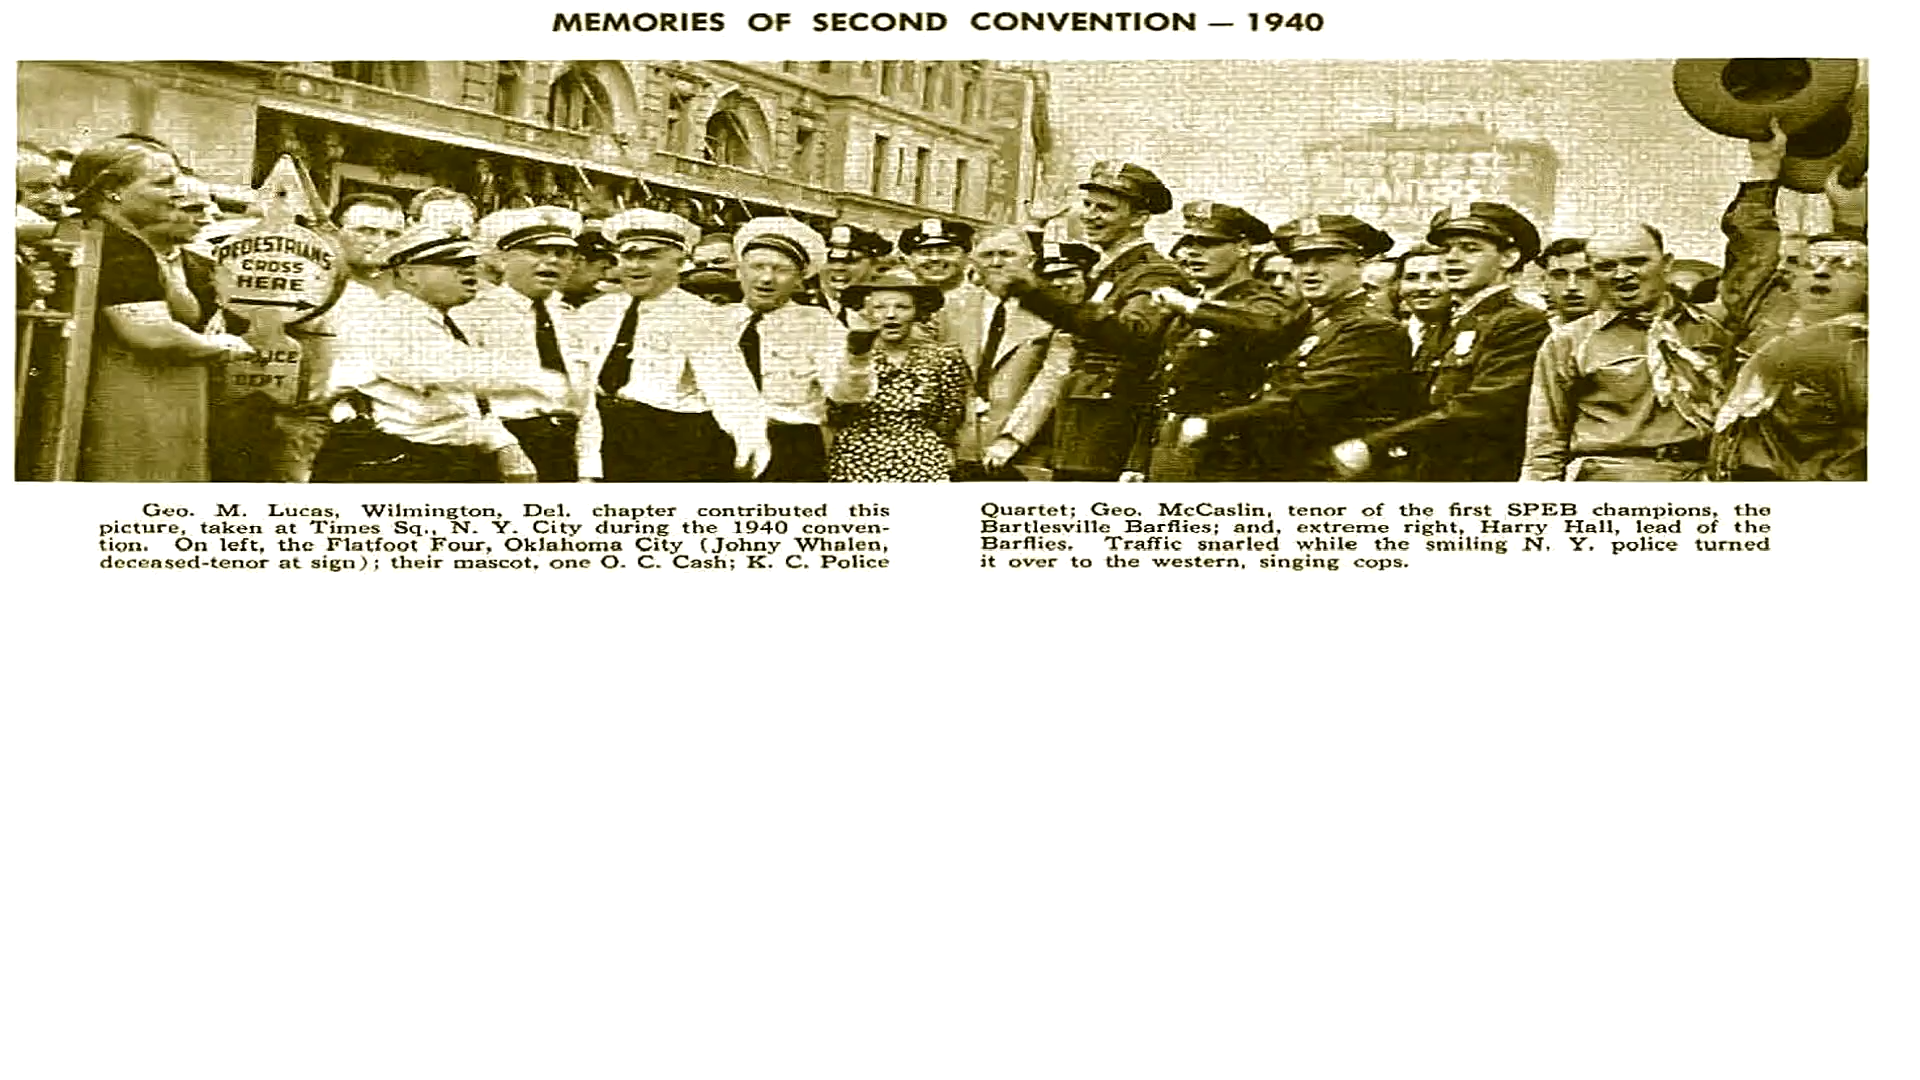 MEMORIES OF SECOND CONVENTION — 1940
PEDESTRIANS
CROSS
HERE
DEPT
Geo. M. Lucas, Wilmington, Del. chapter contributed this
picture, taken at Times Sq., N. Y. City during the 1940 conven-
tion. On left, the Flatfoot Four, Oklahoma City (Johny Whalen,
deceased-tenor at sign); their mascot, one O. C. Cash; K. C. Police
Quartet; Geo. McCaslin, tenor of the first SPEB champions, the
Bartlesville Barflies; and, extreme right, Harry Hall, lead of the
Barflies. Traffic snarled while the smiling N. Y. police turned
it over to the western, singing cops.